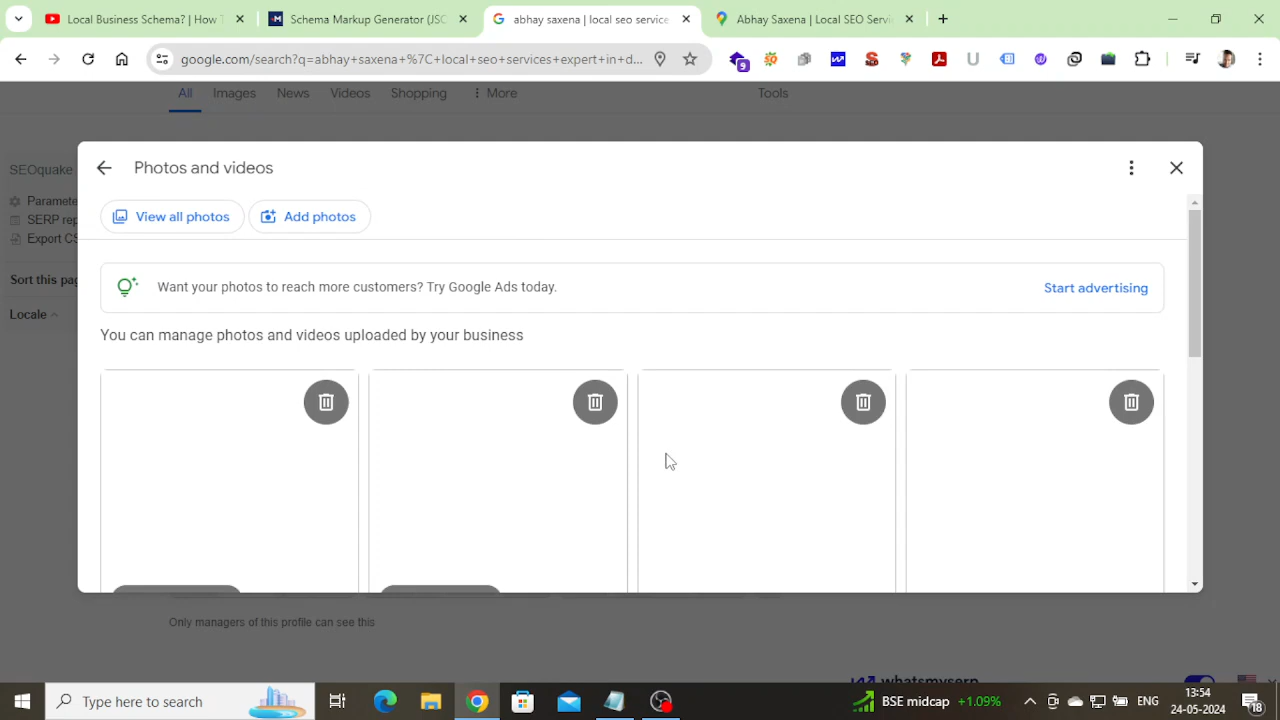 Local Business Schema? | How T
Schema Markup Generator (JSC
abhay saxena | local seo service
Abhay Saxena | Local SEO Servi
google.com/search?q=abhay+saxena+%7C+local+seo+services+expert+in+d...
9
All Images News Videos Shopping More Tools
Photos and videos
SEOquake
View all photos
Add photos
Paramete
SERP rep
Export CS
Sort this pag
Want your photos to reach more customers? Try Google Ads today.
Start advertising
Locale
You can manage photos and videos uploaded by your business
Only managers of this profile can see this
whatsmyserp
Type here to search
BSE midcap +1.09%
ENG
13:54
24-05-2024
18